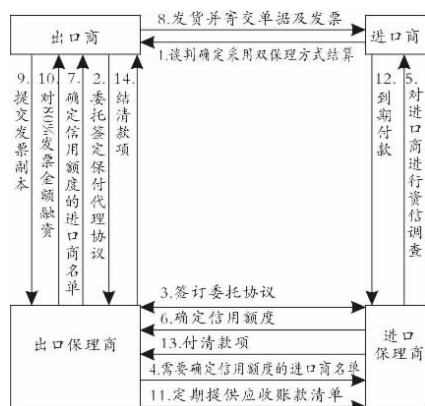 8.发货并寄交单据及发票
出口商
进口商
1.谈判确定采用双保理方式结算
9.提交发票副本
10.对80%发票金额融资
7.确定信用额度的进口商名单
2.委托签定保付代理协议
14.结清款项
12.到期付款
5.对进口商进行资信调查
3.签订委托协议
6.确定信用额度
出口保理商
进口
保理商
13.付清款项
4.需要确定信用额度的进口商名单
11.定期提供应收账款清单